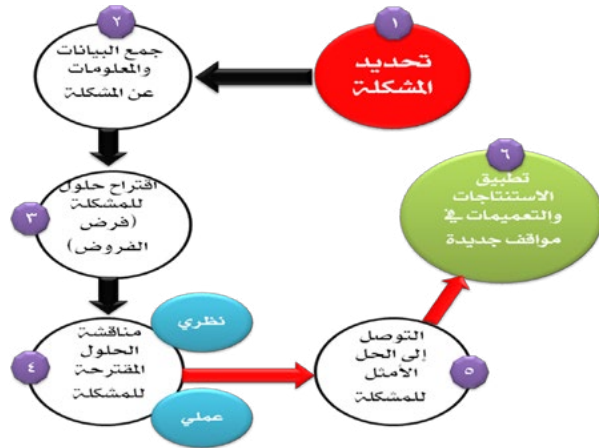 ١
تحديد
المشكلة
٢
جمع البيانات
والمعلومات
عن المشكلة
٣
اقتراح حلول
للمشكلة
(فرض
الفروض)
٤
مناقشة
الحلول
المقترحة
للمشكلة
نظري
عملي
٥
التوصل
إلى الحل
الأمثل
للمشكلة
٦
تطبيق
الاستنتاجات
والتعميمات في
مواقف جديدة